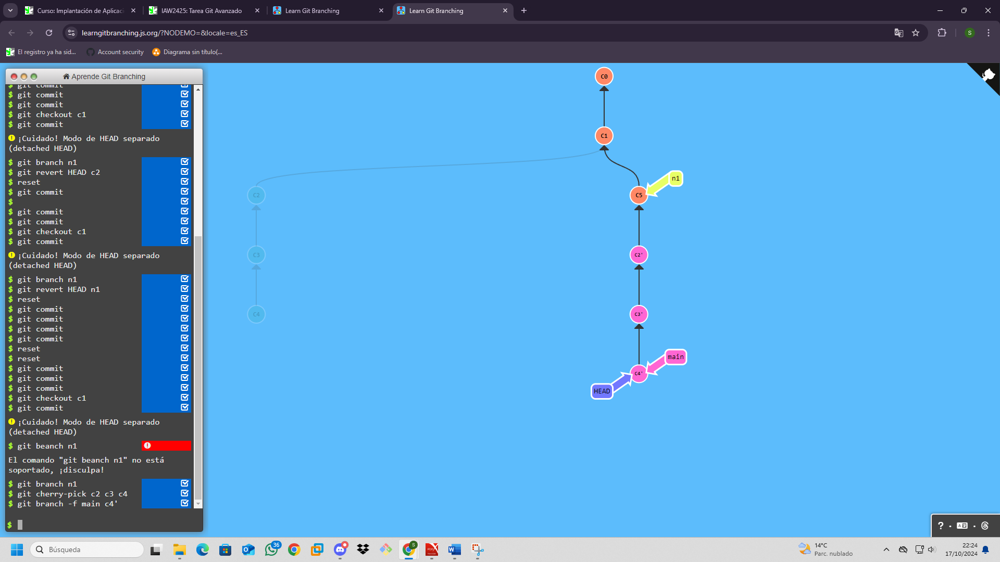 Curso: Implantación de Aplicaci
IAW2425: Tarea Git Avanzado
Learn Git Branching
Learn Git Branching
learngitbranching.js.org/?NODEMO=&locale=es_ES
S
El registro ya ha sid...
Account security
Diagrama sin título(...
Aprende Git Branching
$ git commit
$ git commit
$ git commit
$ git checkout c1
$ git commit
¡Cuidado! Modo de HEAD separado
(detached HEAD)
$ git branch n1
$ git revert HEAD c2
$ reset
$ git commit
$
$ git commit
$ git commit
$ git checkout c1
$ git commit
¡Cuidado! Modo de HEAD separado
(detached HEAD)
$ git branch n1
$ git revert HEAD n1
$ reset
$ git commit
$ git commit
$ git commit
$ git commit
$ reset
$ reset
$ git commit
$ git commit
$ git commit
$ git checkout c1
$ git commit
¡Cuidado! Modo de HEAD separado
(detached HEAD)
$ git beanch n1
El comando "git beanch n1" no está
soportado, ¡disculpa!
$ git branch n1
$ git cherry-pick c2 c3 c4
$ git branch -f main c4'
$
C0
C1
n1
C2
C5
C3
C2'
C4
C3'
main
C4'
HEAD
?
Búsqueda
36
S
PDF
14°C
Parc. nublado
22:24
17/10/2024